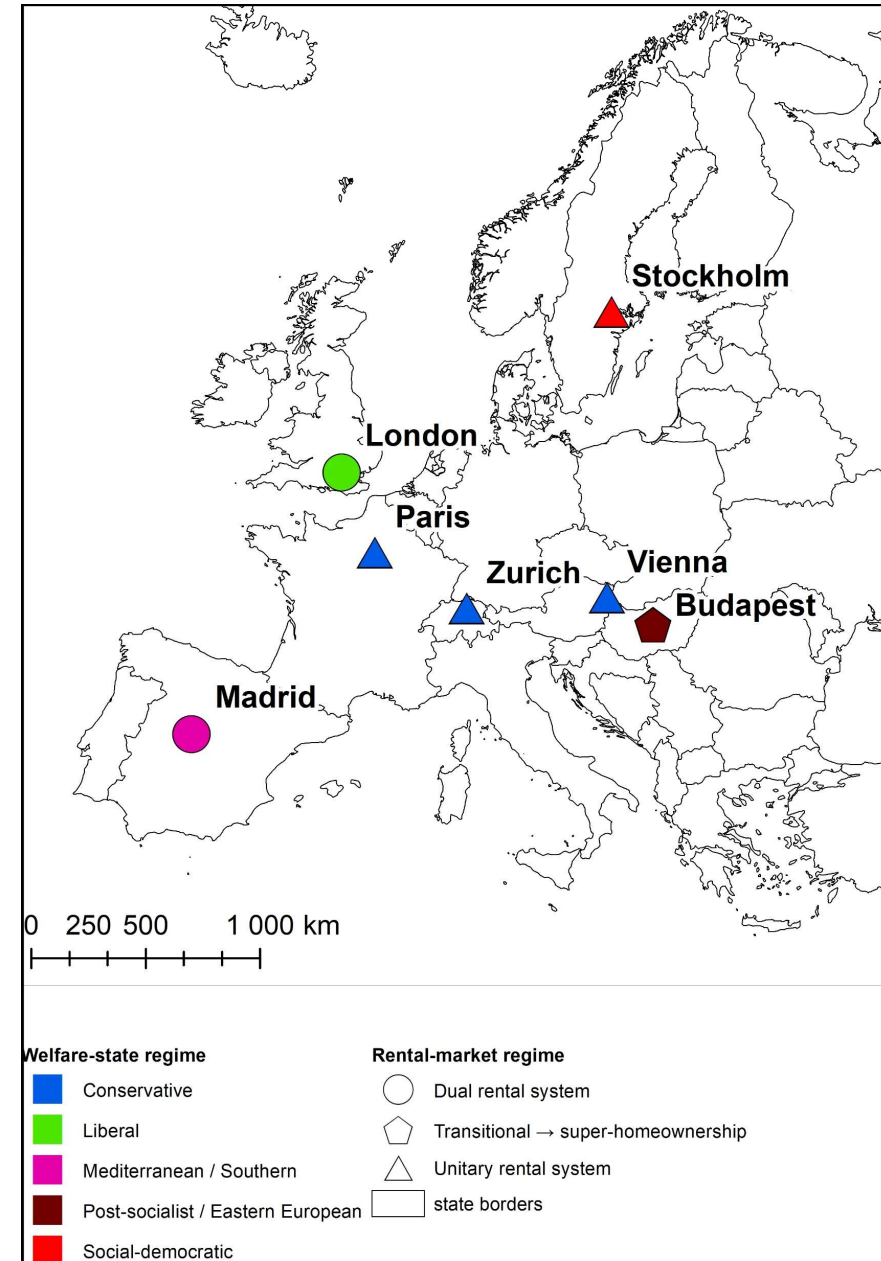 Stockholm
London
Paris
Zurich
Vienna
Budapest
Madrid
0 250 500 1 000 km
Welfare-state regime
Conservative
Liberal
Mediterranean / Southern
Post-socialist / Eastern European
Social-democratic
Rental-market regime
Dual rental system
Transitional → super-homeownership
Unitary rental system
state borders